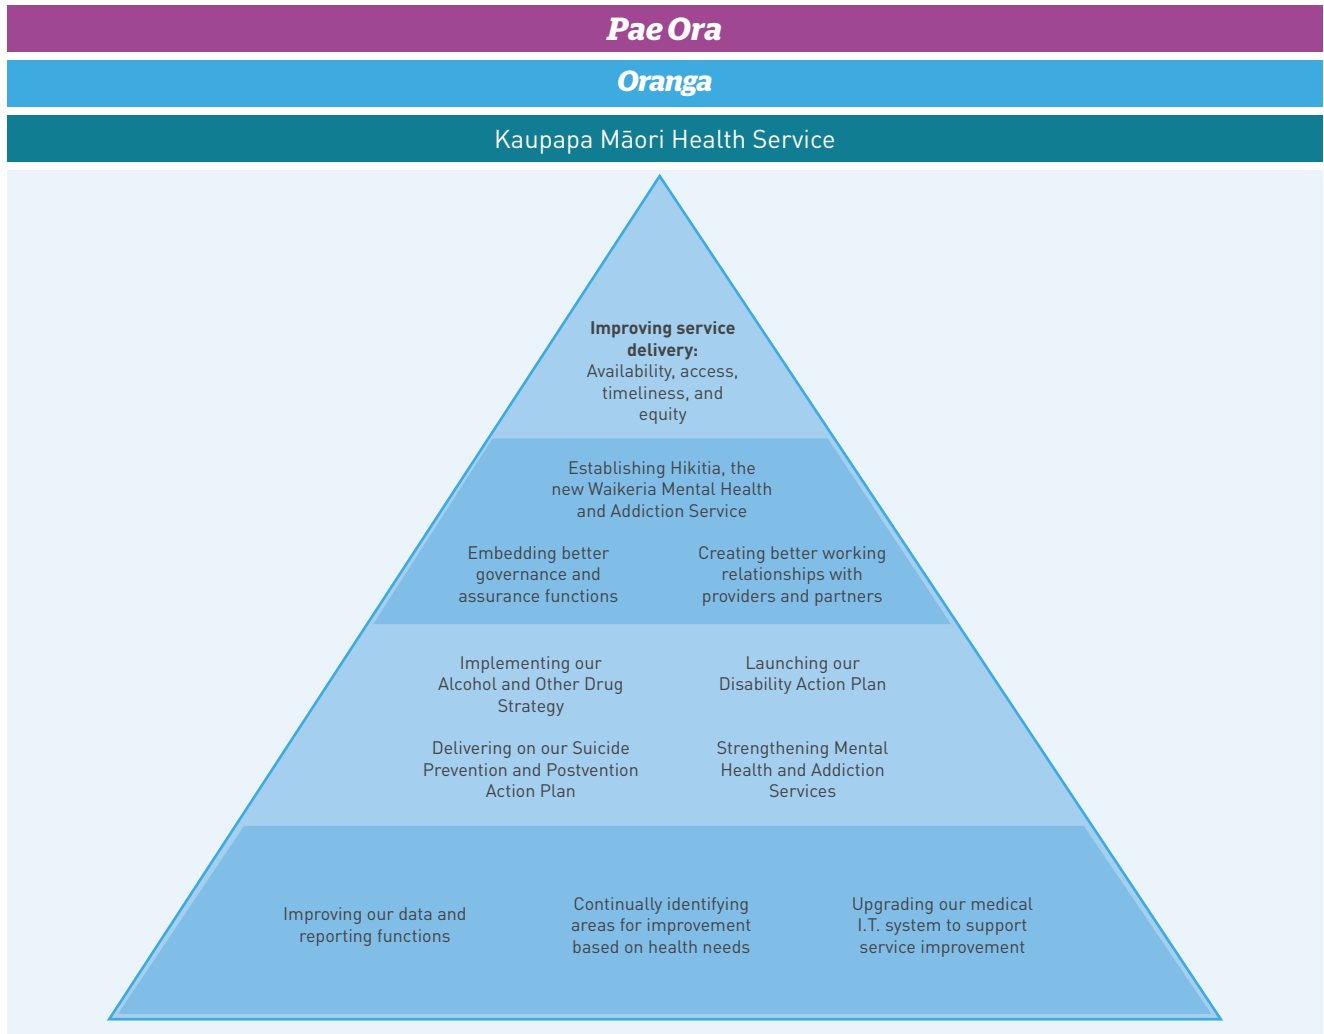 Pae Ora
Oranga
Kaupapa Māori Health Service
Improving service
delivery:
Availability, access,
timeliness, and
equity
Establishing Hikitia, the
new Waikeria Mental Health
and Addiction Service
Embedding better
governance and
assurance functions
Creating better working
relationships with
providers and partners
Implementing our
Alcohol and Other Drug
Strategy
Launching our
Disability Action Plan
Delivering on our Suicide
Prevention and Postvention
Action Plan
Strengthening Mental
Health and Addiction
Services
Improving our data and
reporting functions
Continually identifying
areas for improvement
based on health needs
Upgrading our medical
I.T. system to support
service improvement